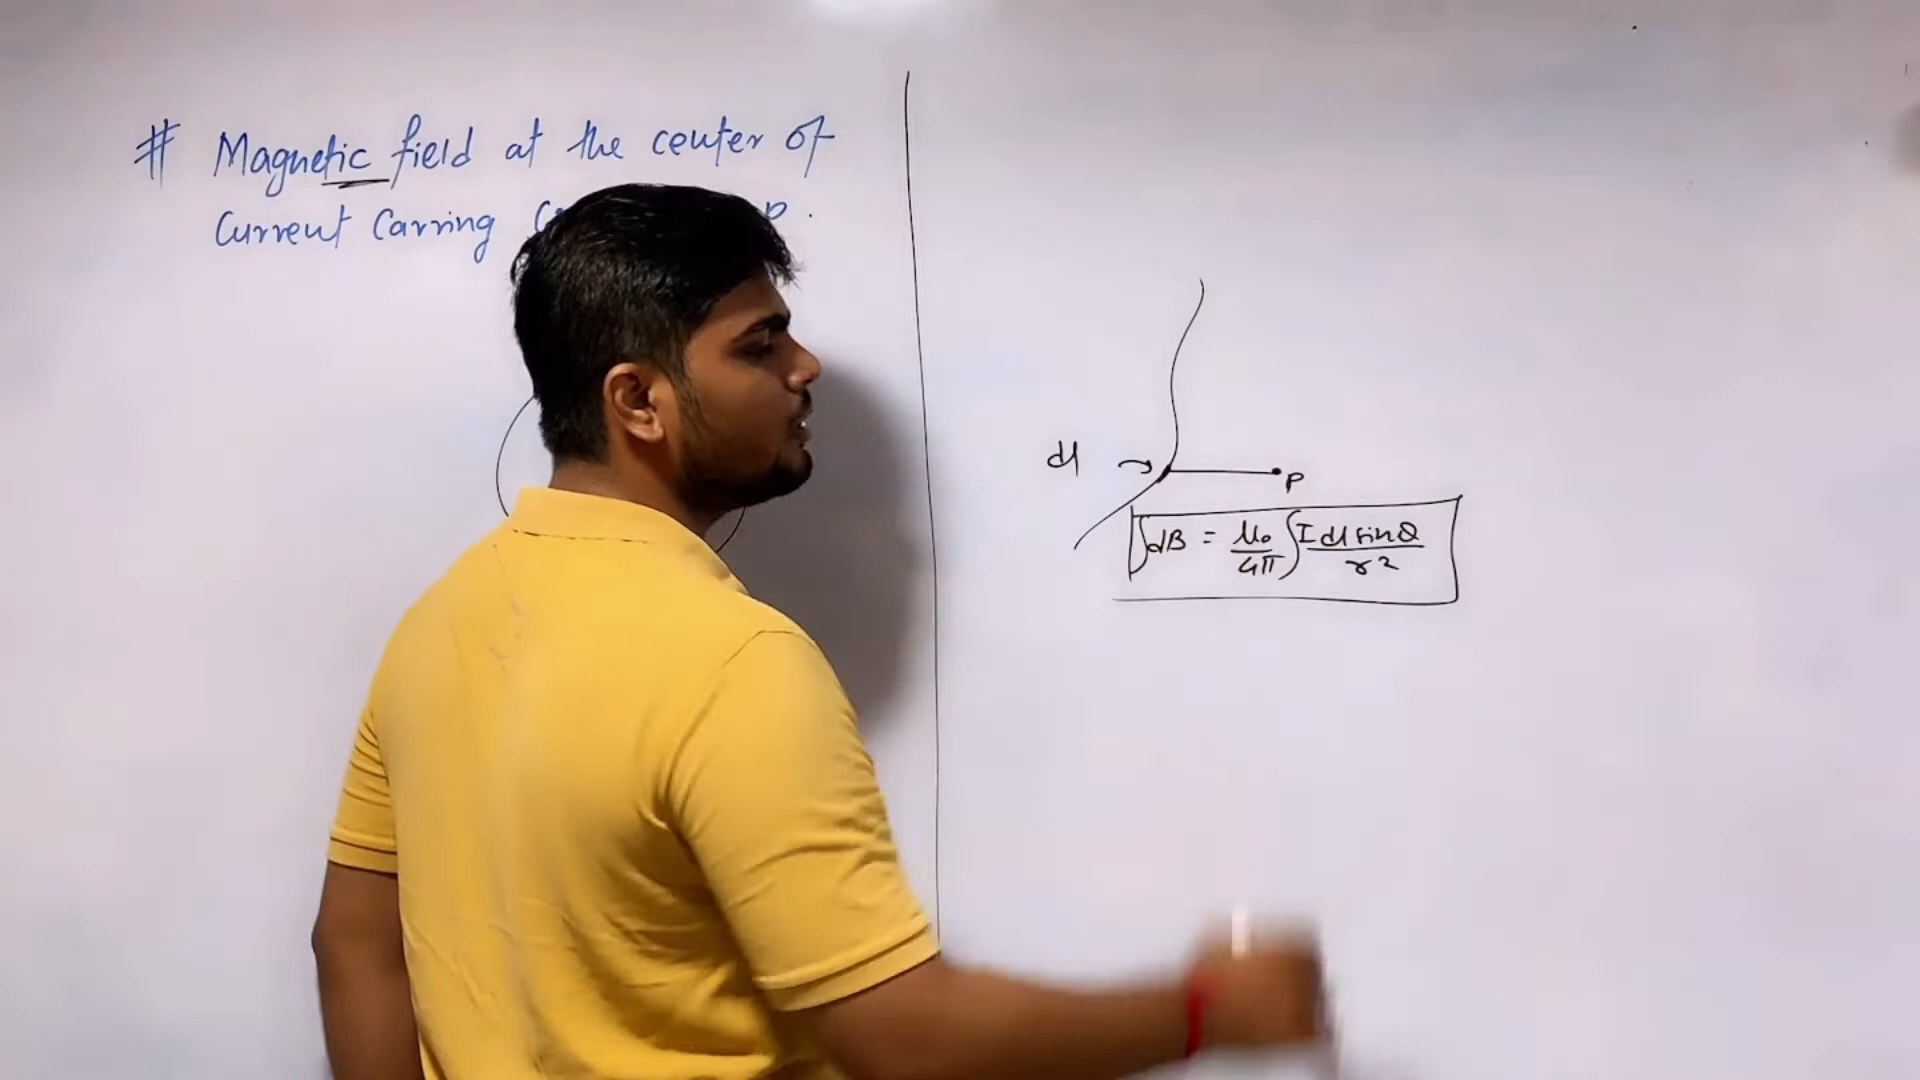 # Magnetic field at the center of
Current Carring
dl
P
∫dB = μ₀/4π ∫ I dl sinθ / r²